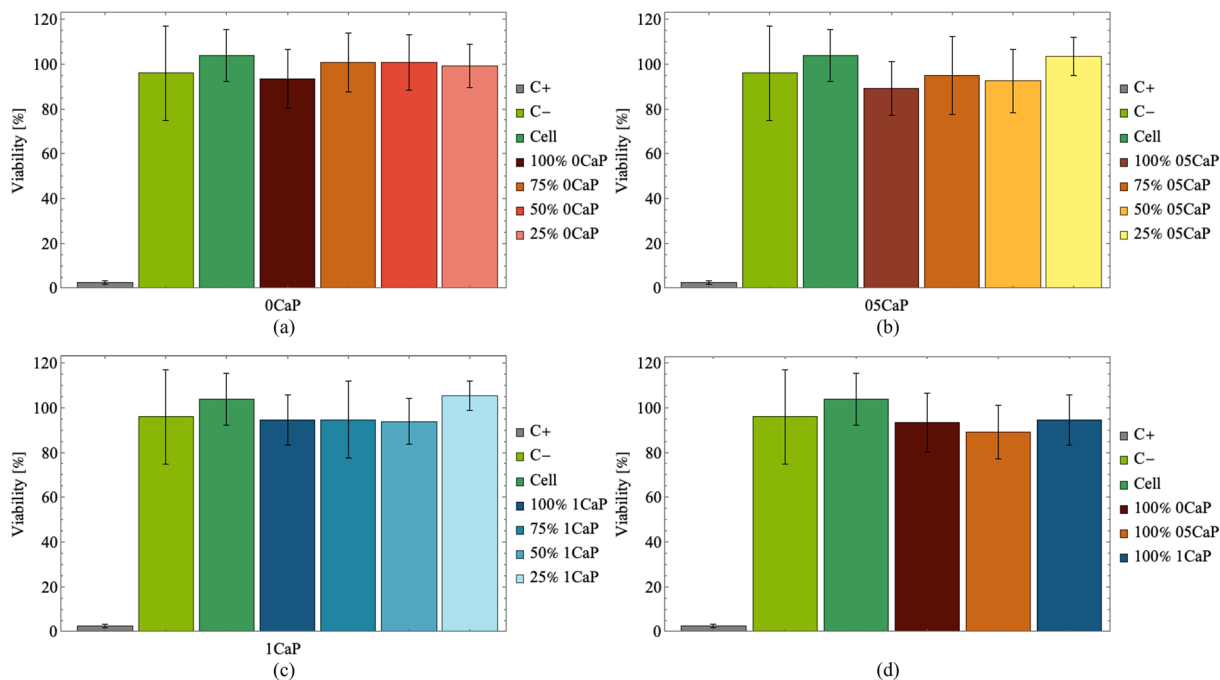 120
100
80
60
40
20
0
Viability [%]
0CaP
C+
C−
Cell
100% 0CaP
75% 0CaP
50% 0CaP
25% 0CaP
(a)
120
100
80
60
40
20
0
Viability [%]
05CaP
C+
C−
Cell
100% 05CaP
75% 05CaP
50% 05CaP
25% 05CaP
(b)
120
100
80
60
40
20
0
Viability [%]
1CaP
C+
C−
Cell
100% 1CaP
75% 1CaP
50% 1CaP
25% 1CaP
(c)
120
100
80
60
40
20
0
Viability [%]
C+
C−
Cell
100% 0CaP
100% 05CaP
100% 1CaP
(d)